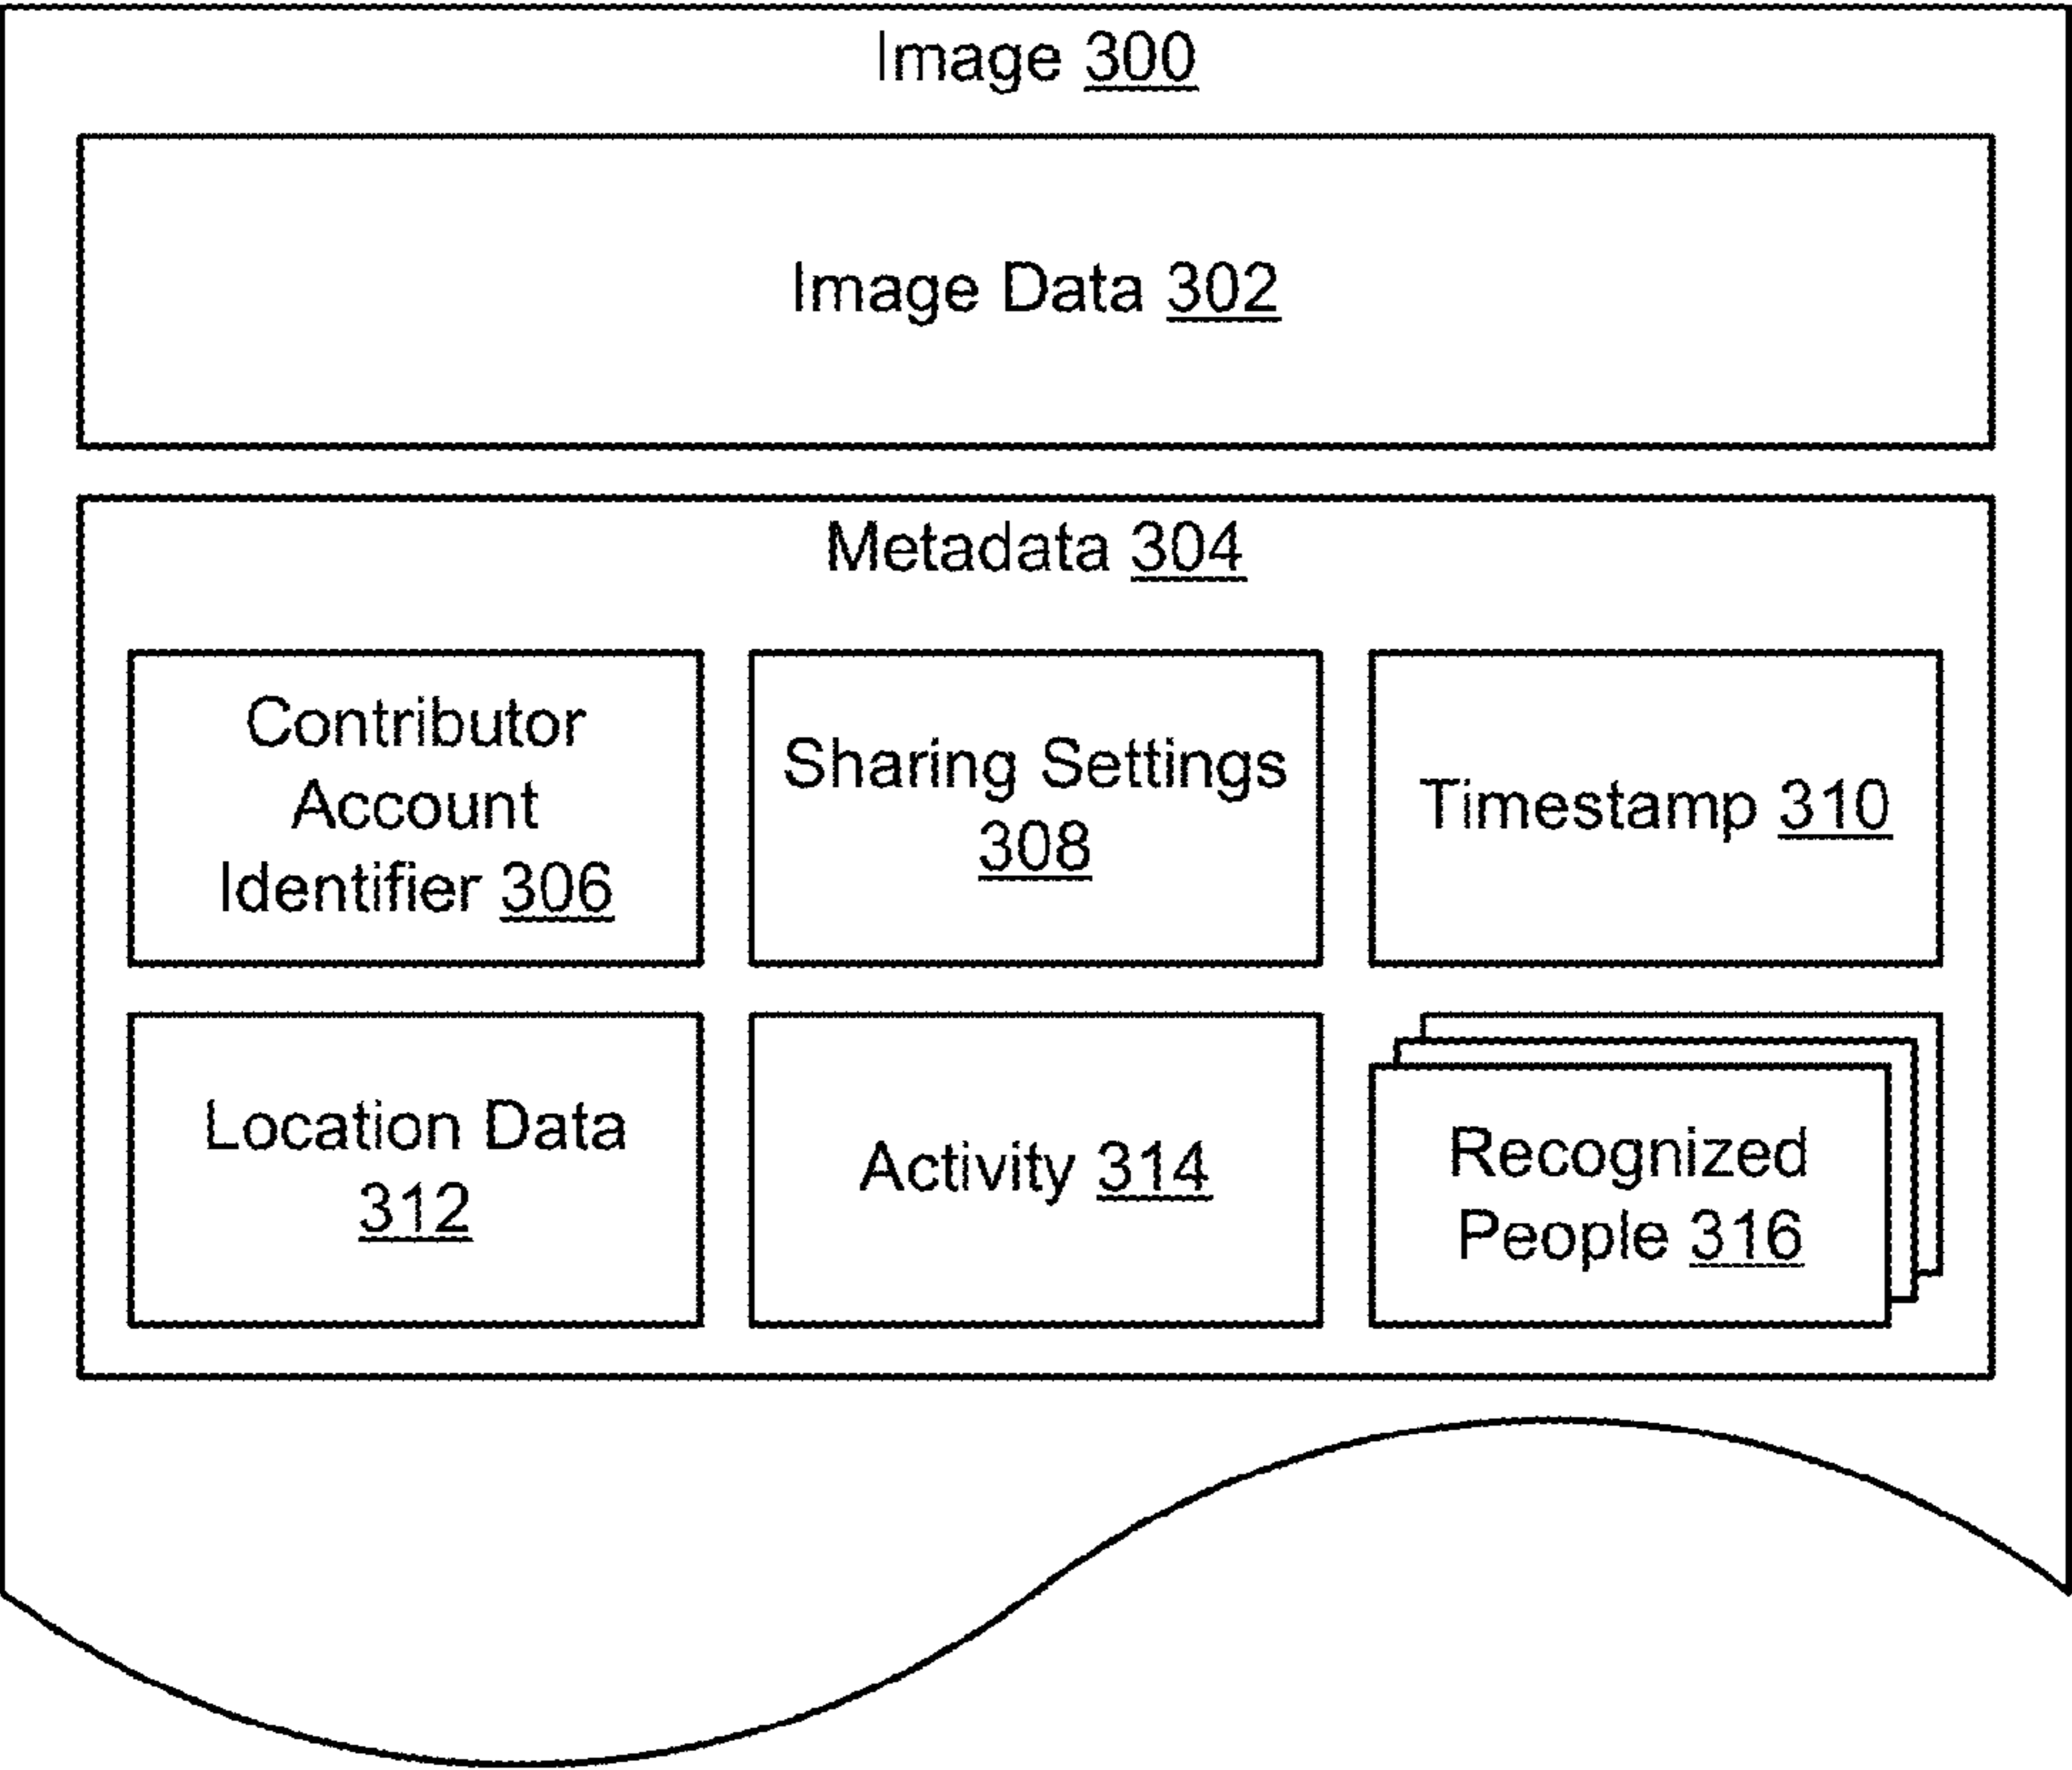 Image 300
Image Data 302
Metadata 304
Contributor
Account
Identifier 306
Sharing Settings
308
Timestamp 310
Location Data
312
Activity 314
Recognized
People 316